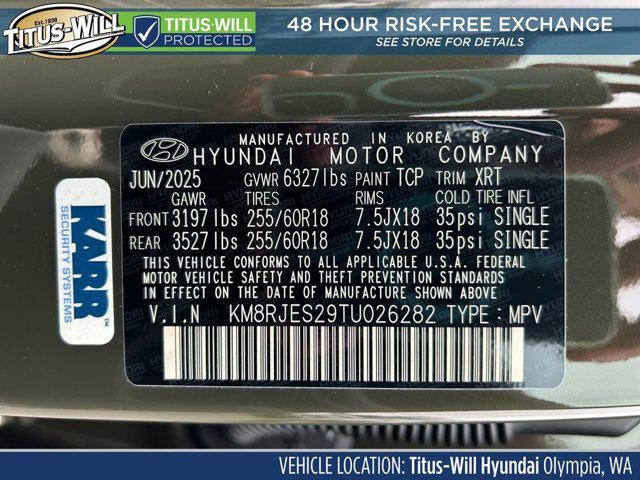 Est. 1938
TITUS-WILL
TITUS-WILL
PROTECTED
48 HOUR RISK-FREE EXCHANGE
SEE STORE FOR DETAILS
MANUFACTURED IN KOREA BY
HYUNDAI MOTOR COMPANY
JUN/2025 GVWR 6327lbs PAINT TCP TRIM XRT
GAWR TIRES RIMS COLD TIRE INFL
FRONT 3197lbs 255/60R18 7.5JX18 35psi SINGLE
REAR 3527lbs 255/60R18 7.5JX18 35psi SINGLE
THIS VEHICLE CONFORMS TO ALL APPLICABLE U.S.A. FEDERAL
MOTOR VEHICLE SAFETY AND THEFT PREVENTION STANDARDS
IN EFFECT ON THE DATE OF MANUFACTURE SHOWN ABOVE
V.I.N KM8RJES29TU026282 TYPE : MPV
KARR™
SECURITY SYSTEMS
VEHICLE LOCATION: Titus-Will Hyundai Olympia, WA